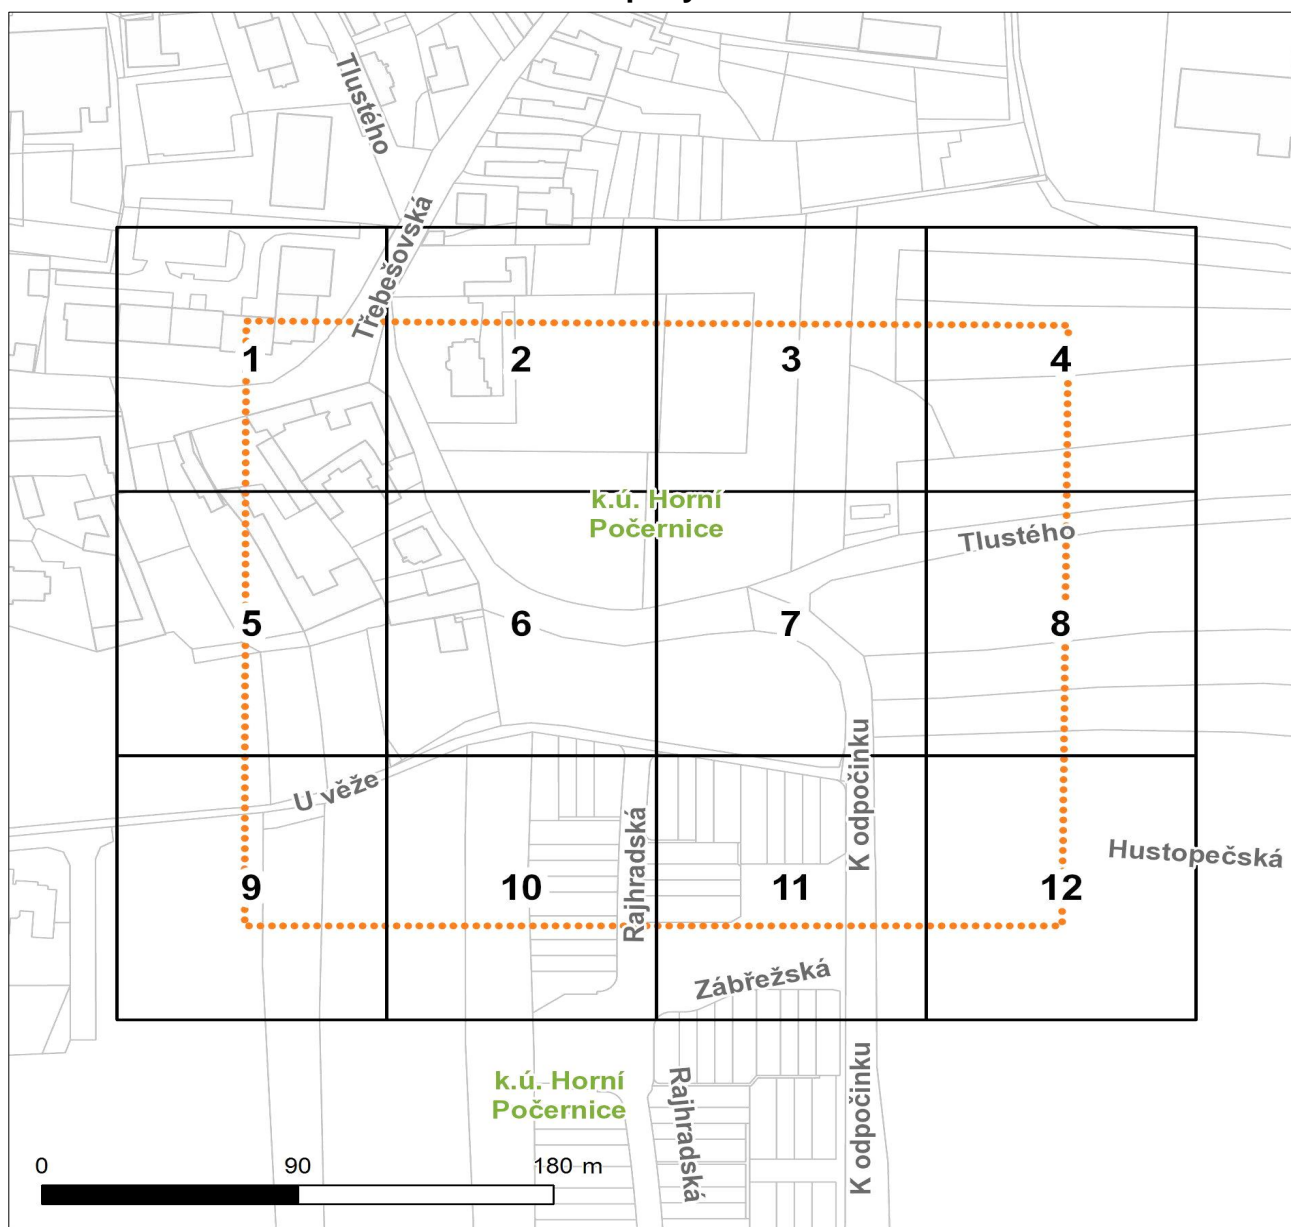 Tlustého
Třebešovská
1
2
3
4
k.ú. Horní
Počernice
Tlustého
5
6
7
8
U věže
Rajhradská
K odpočinku
Hustopečská
9
10
11
12
Zábřežská
k.ú. Horní
Počernice
Rajhradská
K odpočinku
0 90 180 m